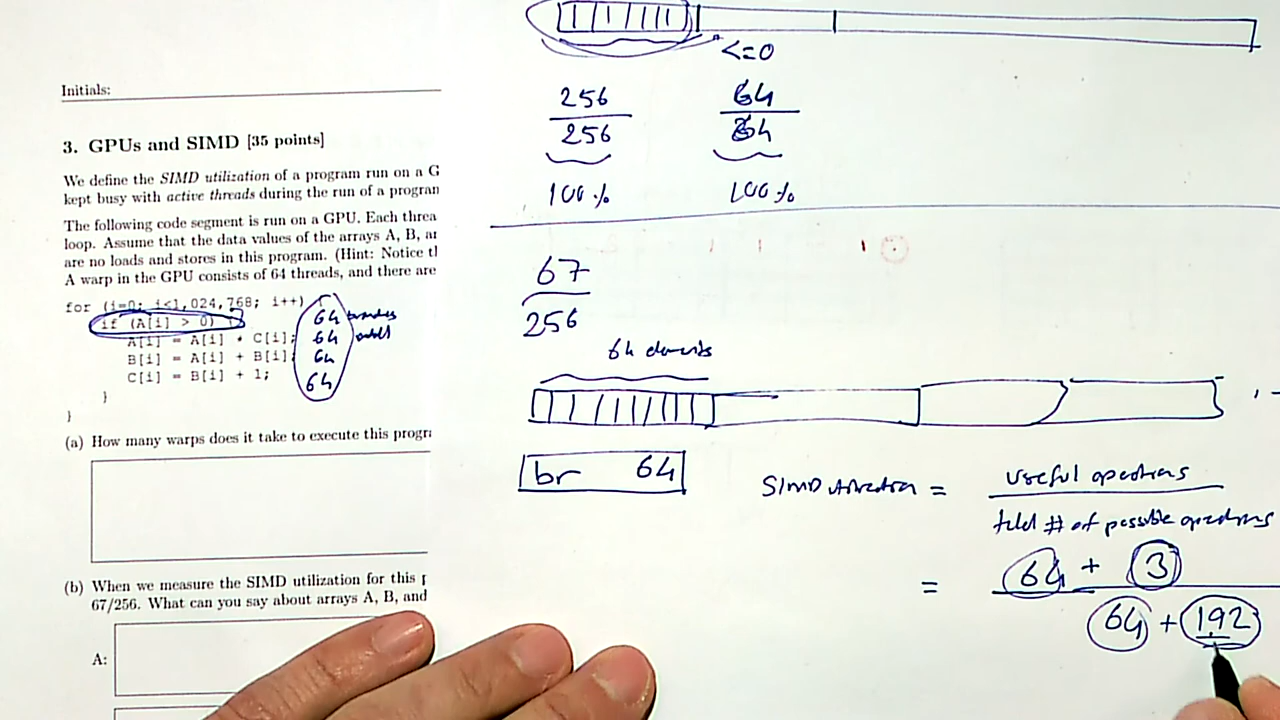 Initials:
3. GPUs and SIMD [35 points]
We define the SIMD utilization of a program run on a G
kept busy with active threads during the run of a program
The following code segment is run on a GPU. Each threa
loop. Assume that the data values of the arrays A, B, an
are no loads and stores in this program. (Hint: Notice tl
A warp in the GPU consists of 64 threads, and there are
for (i=0; i<1,024,768; i++) {
if (A[i] > 0) {
A[i] = A[i] * C[i];
B[i] = A[i] + B[i]
C[i] = B[i] + 1;
}
}
64
64
64
64
(a) How many warps does it take to execute this progra
(b) When we measure the SIMD utilization for this p
67/256. What can you say about arrays A, B, and
A:
<=0
256
256
100%
64
64
100%
67
256
64 elements
br 64
SIMD utilization = useful operations
total # of possible operations
= 64 + 3
64 + 192